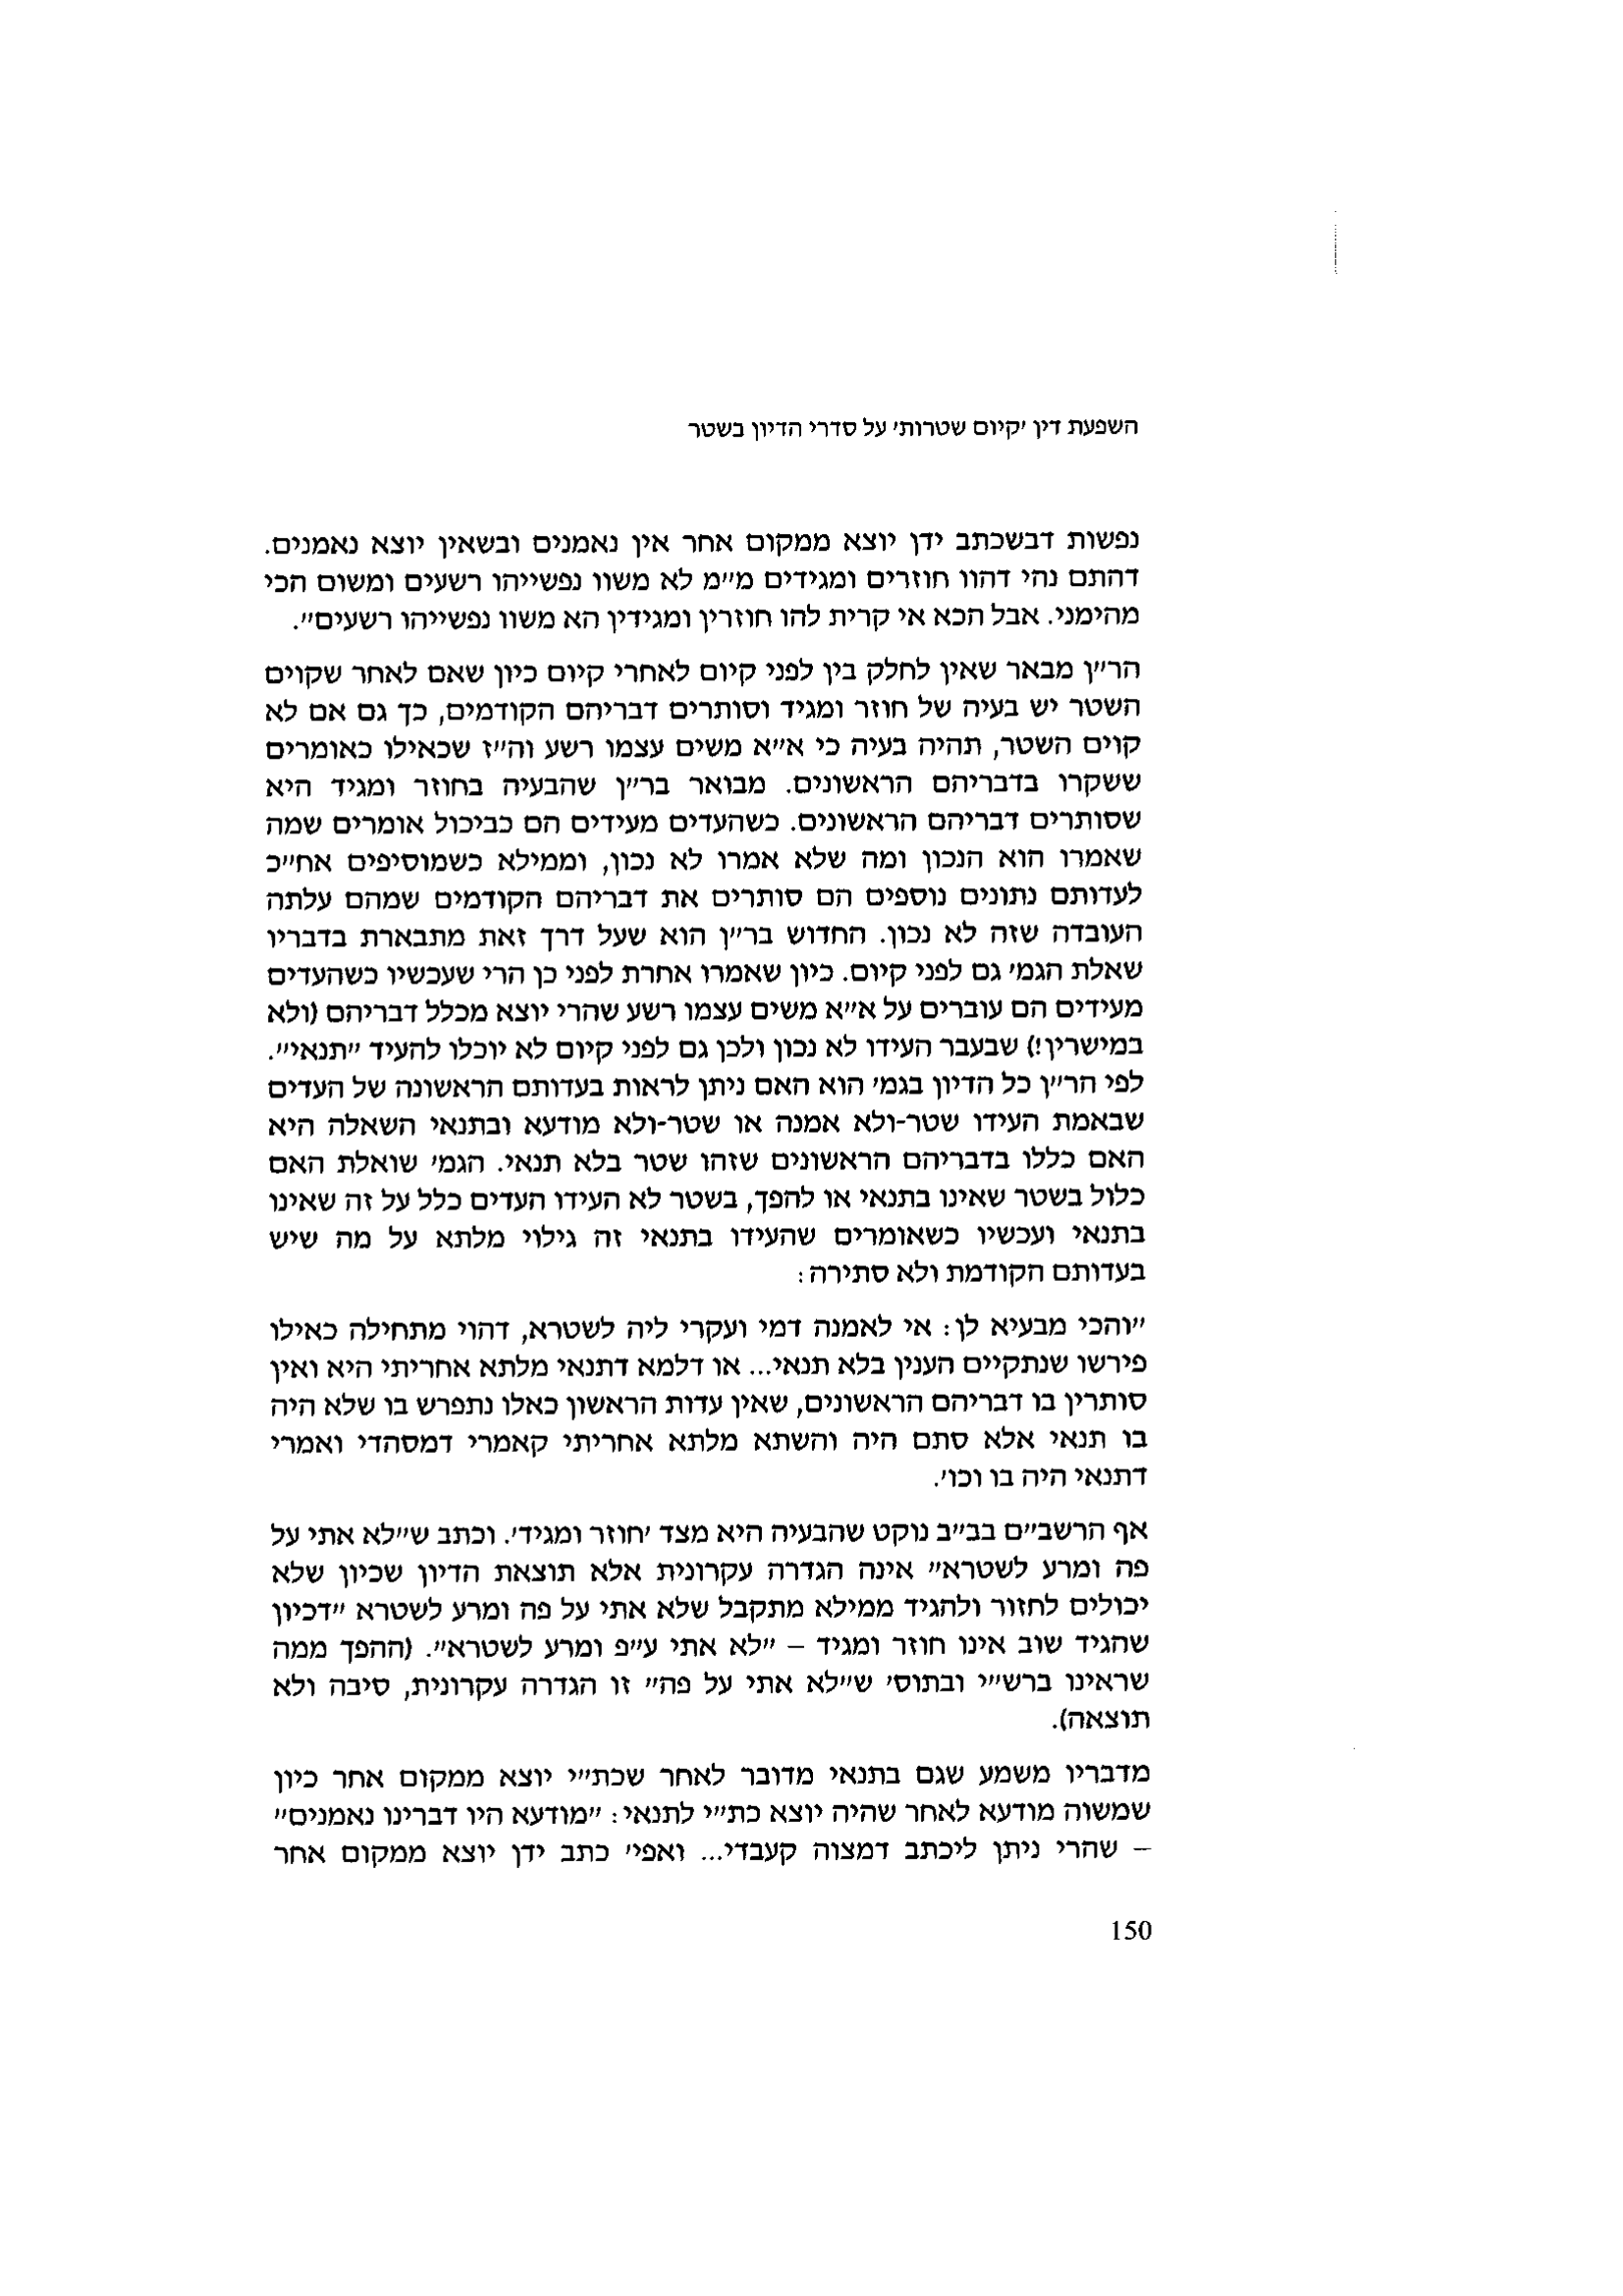 השפעת דין ׳קיום שטרות׳ על סדרי הדיון בשטר
נפשות דבשכתב ידן יוצא ממקום אחר אין נאמנים ובשאין יוצא נאמנים.
דהתם נהי דהוו חוזרים ומגידים מ״מ לא משוו נפשייהו רשעים ומשום הכי
מהימני. אבל הכא אי קרית להו חוזרין ומגידין הא משוו נפשייהו רשעים״.
הר״ן מבאר שאין לחלק בין לפני קיום לאחרי קיום כיון שאם לאחר שקוים
השטר יש בעיה של חוזר ומגיד וסותרים דבריהם הקודמים, כך גם אם לא
קוים השטר, תהיה בעיה כי א״א משים עצמו רשע וה״ז שכאילו כאומרים
ששקרו בדבריהם הראשונים. מבואר בר״ן שהבעיה בחוזר ומגיד היא
שסותרים דבריהם הראשונים. כשהעדים מעידים הם כביכול אומרים שמה
שאמרו הוא הנכון ומה שלא אמרו לא נכון, וממילא כשמוסיפים אח״כ
לעדותם נתונים נוספים הם סותרים את דבריהם הקודמים שמהם עלתה
העובדה שזה לא נכון. החדוש בר״ן הוא שעל דרך זאת מתבארת בדבריו
שאלת הגמ׳ גם לפני קיום. כיון שאמרו אחרת לפני כן הרי שעכשיו כשהעדים
מעידים הם עוברים על א״א משים עצמו רשע שהרי יוצא מכלל דבריהם (ולא
במישרין!) שבעבר העידו לא נכון ולכן גם לפני קיום לא יוכלו להעיד ״תנאי״.
לפי הר״ן כל הדיון בגמ׳ הוא האם ניתן לראות בעדותם הראשונה של העדים
שבאמת העידו שטר-ולא אמנה או שטר-ולא מודעא ובתנאי השאלה היא
האם כללו בדבריהם הראשונים שזהו שטר בלא תנאי. הגמ׳ שואלת האם
כלול בשטר שאינו בתנאי או להפך, בשטר לא העידו העדים כלל על זה שאינו
בתנאי ועכשיו כשאומרים שהעידו בתנאי זה גילוי מלתא על מה שיש
בעדותם הקודמת ולא סתירה:
״והכי מבעיא לן: אי לאמנה דמי ועקרי ליה לשטרא, דהוי מתחילה כאילו
פירשו שנתקיים הענין בלא תנאי... או דלמא דתנאי מלתא אחריתי היא ואין
סותרין בו דבריהם הראשונים, שאין עדות הראשון כאלו נתפרש בו שלא היה
בו תנאי אלא סתם היה והשתא מלתא אחריתי קאמרי דמסהדי ואמרי
דתנאי היה בו וכו׳.
אף הרשב״ם בב״ב נוקט שהבעיה היא מצד ׳חוזר ומגיד׳. וכתב ש״לא אתי על
פה ומרע לשטרא״ אינה הגדרה עקרונית אלא תוצאת הדיון שכיון שלא
יכולים לחזור ולהגיד ממילא מתקבל שלא אתי על פה ומרע לשטרא ״דכיון
שהגיד שוב אינו חוזר ומגיד – ״לא אתי ע״פ ומרע לשטרא״. (ההפך ממה
שראינו ברש״י ובתוס׳ ש״לא אתי על פה״ זו הגדרה עקרונית, סיבה ולא
תוצאה).
מדבריו משמע שגם בתנאי מדובר לאחר שכת״י יוצא ממקום אחר כיון
שמשוה מודעא לאחר שהיה יוצא כת״י לתנאי: ״מודעא היו דברינו נאמנים״
– שהרי ניתן ליכתב דמצוה קעבדי... ואפי׳ כתב ידן יוצא ממקום אחר
150